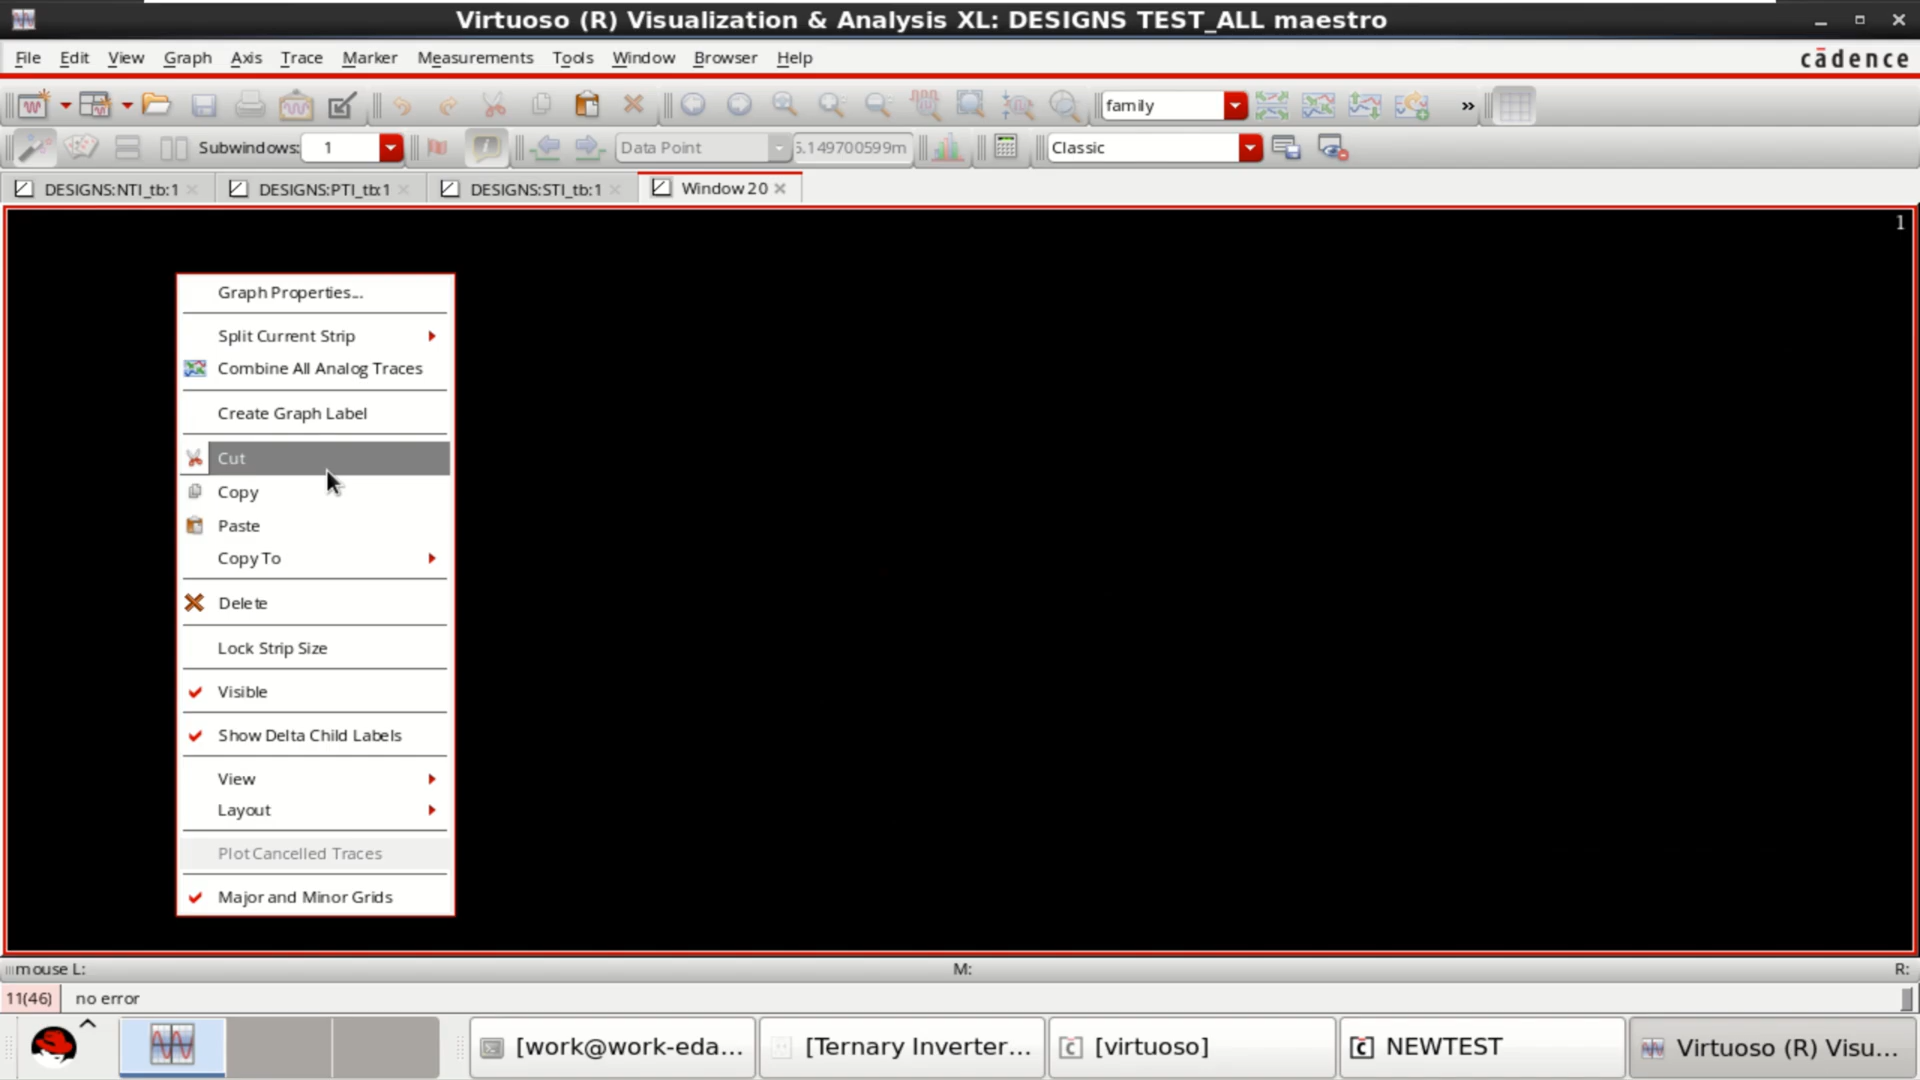 Virtuoso (R) Visualization & Analysis XL: DESIGNS TEST_ALL maestro
File Edit View Graph Axis Trace Marker Measurements Tools Window Browser Help cādence
family »
Subwindows: 1 Data Point 5.149700599m Classic
DESIGNS:NTI_tb:1 DESIGNS:PTI_tb:1 DESIGNS:STI_tb:1 Window 20
1
Graph Properties...
Split Current Strip
Combine All Analog Traces
Create Graph Label
Cut
Copy
Paste
Copy To
Delete
Lock Strip Size
Visible
Show Delta Child Labels
View
Layout
Plot Cancelled Traces
Major and Minor Grids
mouse L: M: R:
11(46) no error
[work@work-eda... [Ternary Inverter... [virtuoso] NEWTEST Virtuoso (R) Visu...